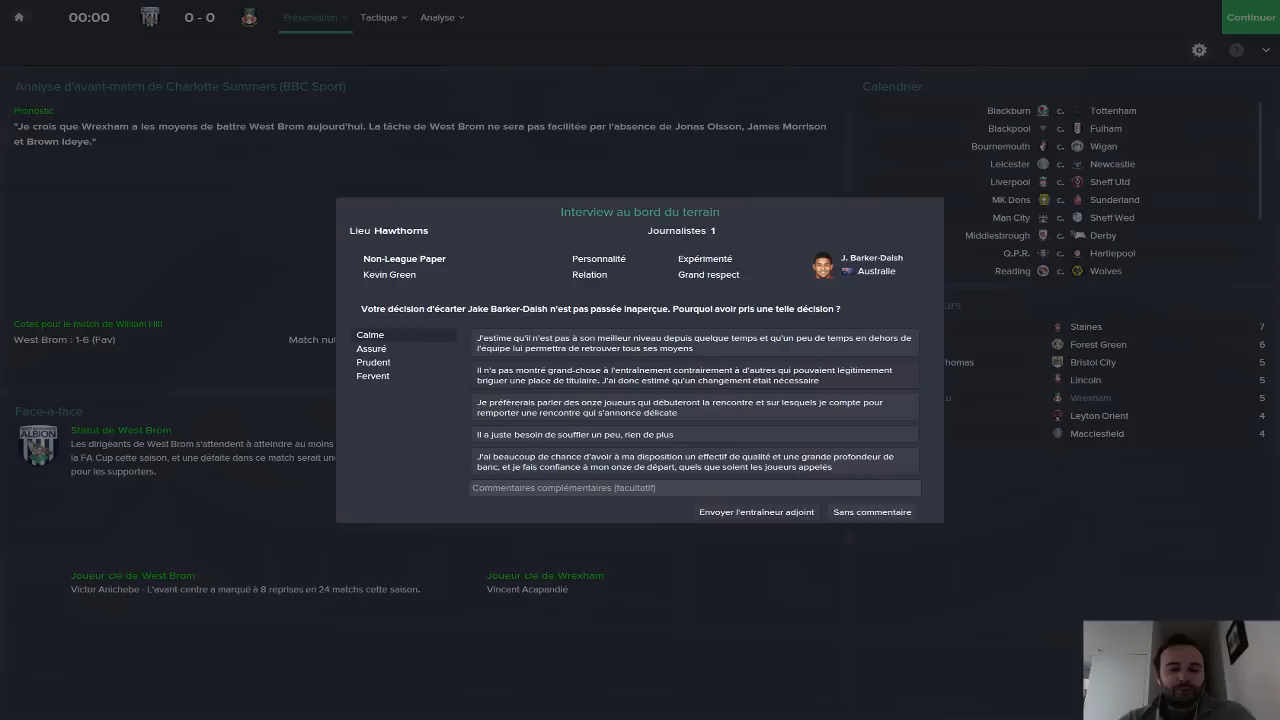 00:00
0 - 0
Présentation
Tactique
Analyse
Continuer
?
Analyse d'avant-match de Charlotte Summers (BBC Sport)
Pronostic
"Je crois que Wrexham a les moyens de battre West Brom aujourd'hui. La tâche de West Brom ne sera pas facilitée par l'absence de Jonas Olsson, James Morrison
et Brown Ideye."
Calendrier
Blackburn c. Tottenham
Blackpool c. Fulham
Bournemouth c. Wigan
Leicester c. Newcastle
Liverpool c. Sheff Utd
MK Dons c. Sunderland
Man City c. Sheff Wed
Middlesbrough c. Derby
Q.P.R. c. Hartlepool
Reading c. Wolves
Interview au bord du terrain
Lieu Hawthorns
Journalistes 1
Non-League Paper
Personnalité
Expérimenté
Kevin Green
Relation
Grand respect
J. Barker-Daish
Australie
Votre décision d'écarter Jake Barker-Daish n'est pas passée inaperçue. Pourquoi avoir pris une telle décision ?
Calme
Assuré
Prudent
Fervent
J'estime qu'il n'est pas à son meilleur niveau depuis quelque temps et qu'un peu de temps en dehors de
l'équipe lui permettra de retrouver tous ses moyens
Il n'a pas montré grand-chose à l'entraînement contrairement à d'autres qui pouvaient légitimement
briguer une place de titulaire. J'ai donc estimé qu'un changement était nécessaire
Je préfèrerais parler des onze joueurs qui débuteront la rencontre et sur lesquels je compte pour
remporter une rencontre qui s'annonce délicate
Il a juste besoin de souffler un peu, rien de plus
J'ai beaucoup de chance d'avoir à ma disposition un effectif de qualité et une grande profondeur de
banc, et je fais confiance à mon onze de départ, quels que soient les joueurs appelés
Commentaires complémentaires (facultatif)
Envoyer l'entraîneur adjoint
Sans commentaire
Cotes pour le match de William Hill
West Brom : 1-6 (Fav)
Match nul
Face-à-face
ALBION
Statut de West Brom
Les dirigeants de West Brom s'attendent à atteindre au moins
la FA Cup cette saison, et une défaite dans ce match serait un
pour les supporters.
Staines 7
Forest Green 6
Bristol City 5
Lincoln 5
Wrexham 5
Leyton Orient 4
Macclesfield 4
Joueur clé de West Brom
Victor Anichebe - L'avant-centre a marqué à 8 reprises en 24 matchs cette saison.
Joueur clé de Wrexham
Vincent Acapandié